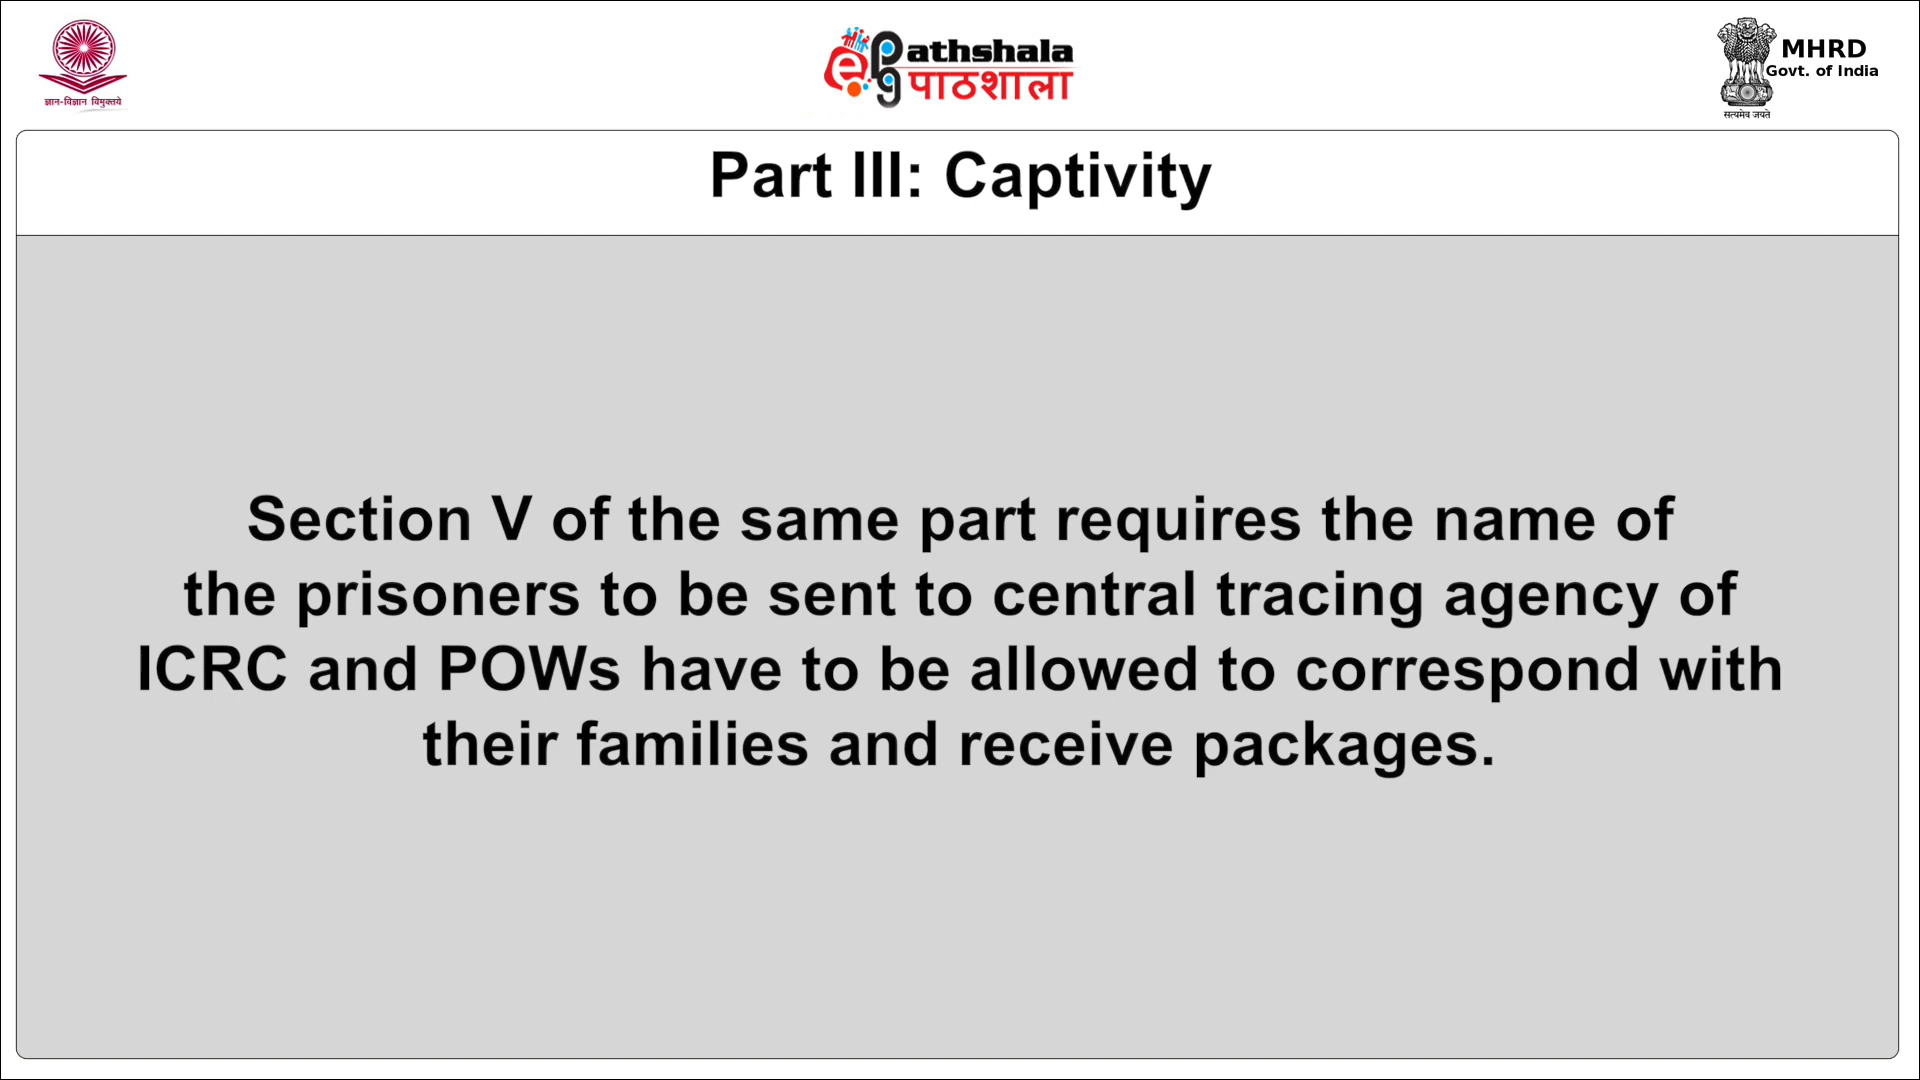 ज्ञान-विज्ञान विमुक्तये
ePathshala
पाठशाला
MHRD
Govt. of India
सत्यमेव जयते
Part III: Captivity
Section V of the same part requires the name of
the prisoners to be sent to central tracing agency of
ICRC and POWs have to be allowed to correspond with
their families and receive packages.